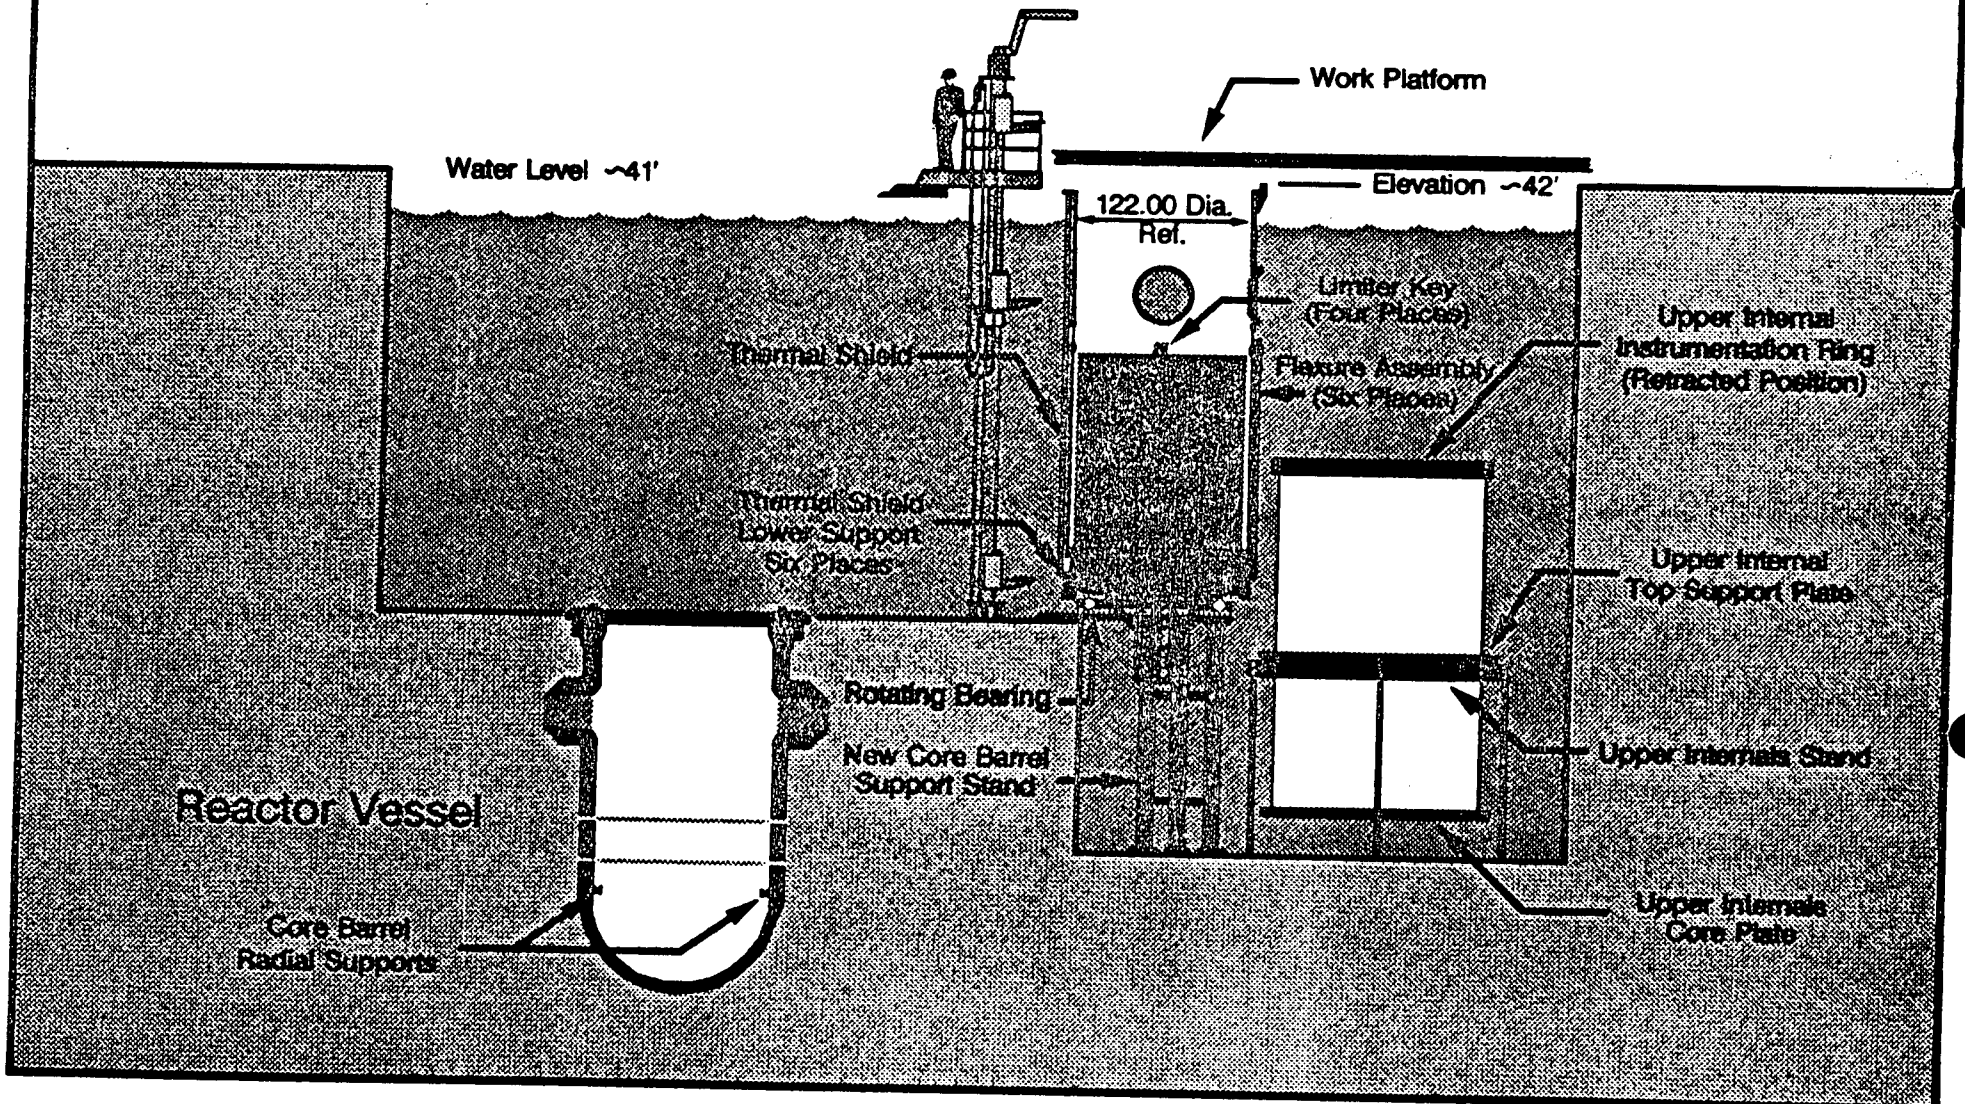 Work Platform
Water Level ~41'
Elevation ~42'
122.00 Dia.
Ref.
Limiter Key
(Four Places)
Thermal Shield
Flexure Assembly
(Six Places)
Upper Internal
Instrumentation Ring
(Retracted Position)
Thermal Shield
Lower Support
Six Places
Upper Internal
Top Support Plate
Rotating Bearing
New Core Barrel
Support Stand
Upper Internals Stand
Reactor Vessel
Core Barrel
Radial Supports
Upper Internals
Core Plate